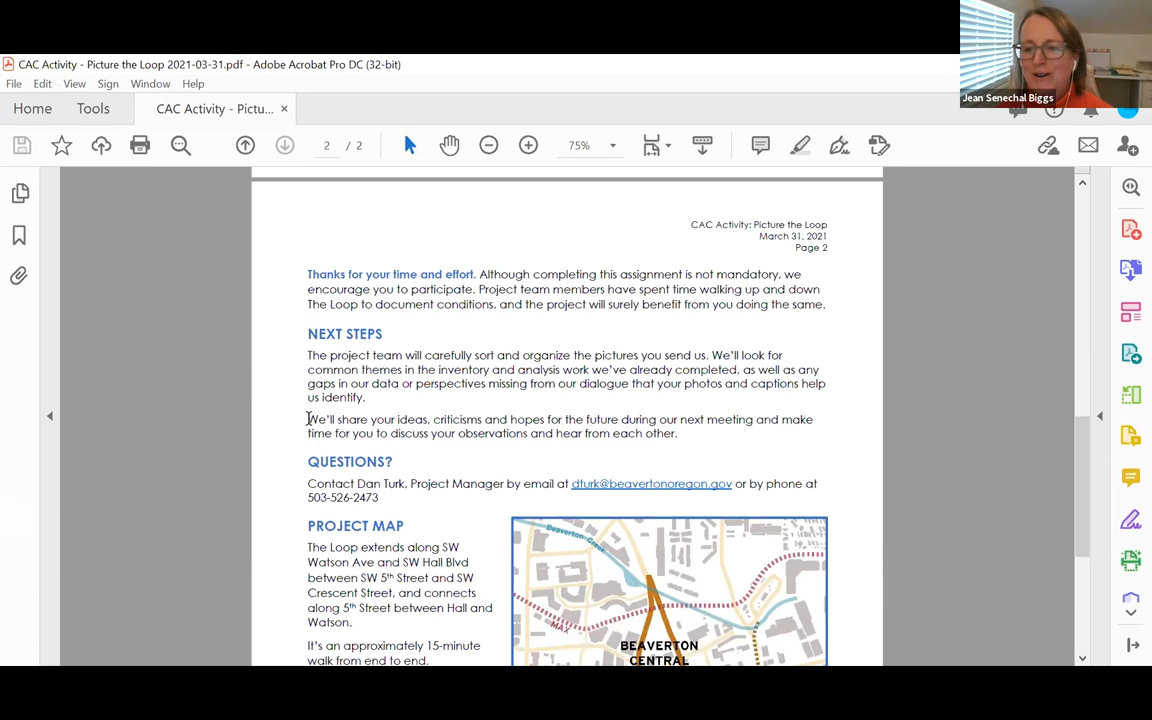 CAC Activity - Picture the Loop 2021-03-31.pdf - Adobe Acrobat Pro DC (32-bit)
File Edit View Sign Window Help
Home Tools CAC Activity - Pictu... ×
2 / 2 75%
Jean Senechal Biggs
CAC Activity: Picture the Loop
March 31, 2021
Page 2
Thanks for your time and effort. Although completing this assignment is not mandatory, we
encourage you to participate. Project team members have spent time walking up and down
The Loop to document conditions, and the project will surely benefit from you doing the same.
NEXT STEPS
The project team will carefully sort and organize the pictures you send us. We'll look for
common themes in the inventory and analysis work we've already completed, as well as any
gaps in our data or perspectives missing from our dialogue that your photos and captions help
us identify.
We'll share your ideas, criticisms and hopes for the future during our next meeting and make
time for you to discuss your observations and hear from each other.
QUESTIONS?
Contact Dan Turk, Project Manager by email at dturk@beavertonoregon.gov or by phone at
503-526-2473
PROJECT MAP
The Loop extends along SW
Watson Ave and SW Hall Blvd
between SW 5th Street and SW
Crescent Street, and connects
along 5th Street between Hall and
Watson.
It's an approximately 15-minute
walk from end to end.
Beaverton Creek
MAX
BEAVERTON
CENTRAL